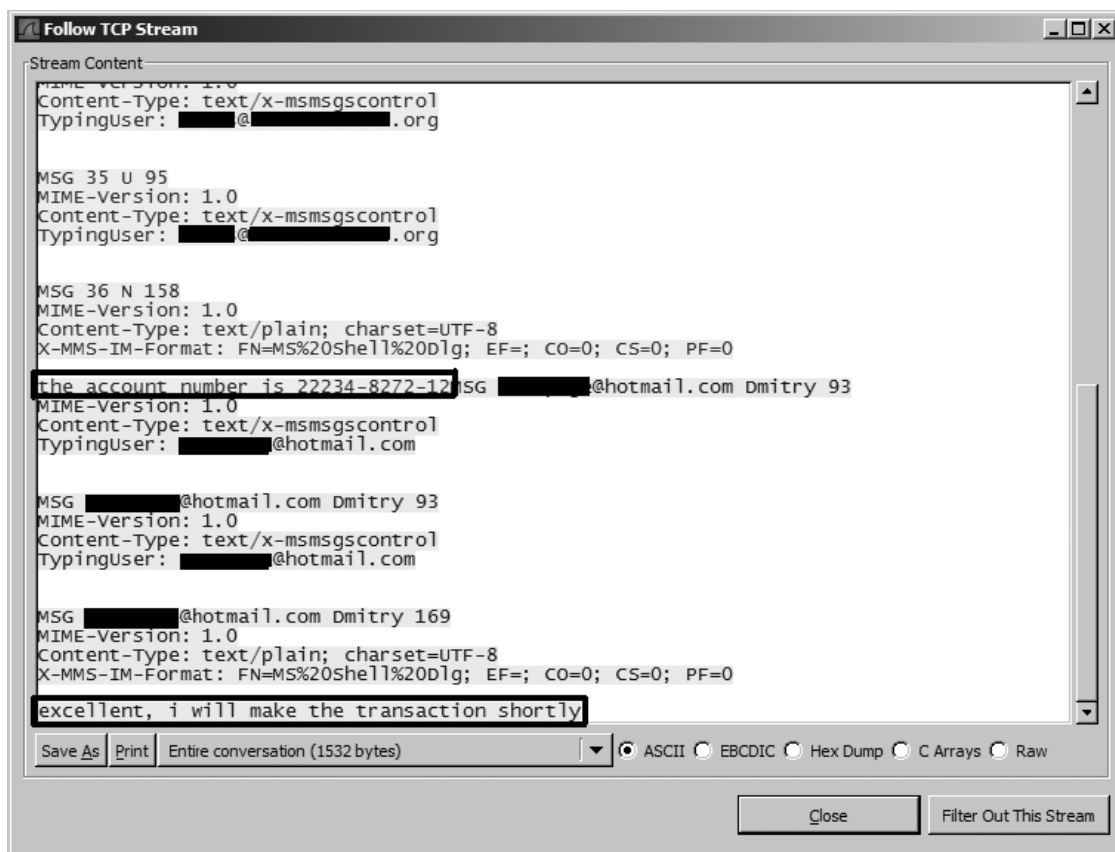 Follow TCP Stream
Stream Content
MIME-Version: 1.0
Content-Type: text/x-msmsgscontrol
TypingUser: @ .org
MSG 35 U 95
MIME-Version: 1.0
Content-Type: text/x-msmsgscontrol
TypingUser: @ .org
MSG 36 N 158
MIME-Version: 1.0
Content-Type: text/plain; charset=UTF-8
X-MMS-IM-Format: FN=MS%20Shell%20Dlg; EF=; CO=0; CS=0; PF=0
the account number is 22234-8272-12MSG @hotmail.com Dmitry 93
MIME-Version: 1.0
Content-Type: text/x-msmsgscontrol
TypingUser: @hotmail.com
MSG @hotmail.com Dmitry 93
MIME-Version: 1.0
Content-Type: text/x-msmsgscontrol
TypingUser: @hotmail.com
MSG @hotmail.com Dmitry 169
MIME-Version: 1.0
Content-Type: text/plain; charset=UTF-8
X-MMS-IM-Format: FN=MS%20Shell%20Dlg; EF=; CO=0; CS=0; PF=0
excellent, i will make the transaction shortly
Save As Print Entire conversation (1532 bytes) ASCII EBCDIC Hex Dump C Arrays Raw
Close Filter Out This Stream